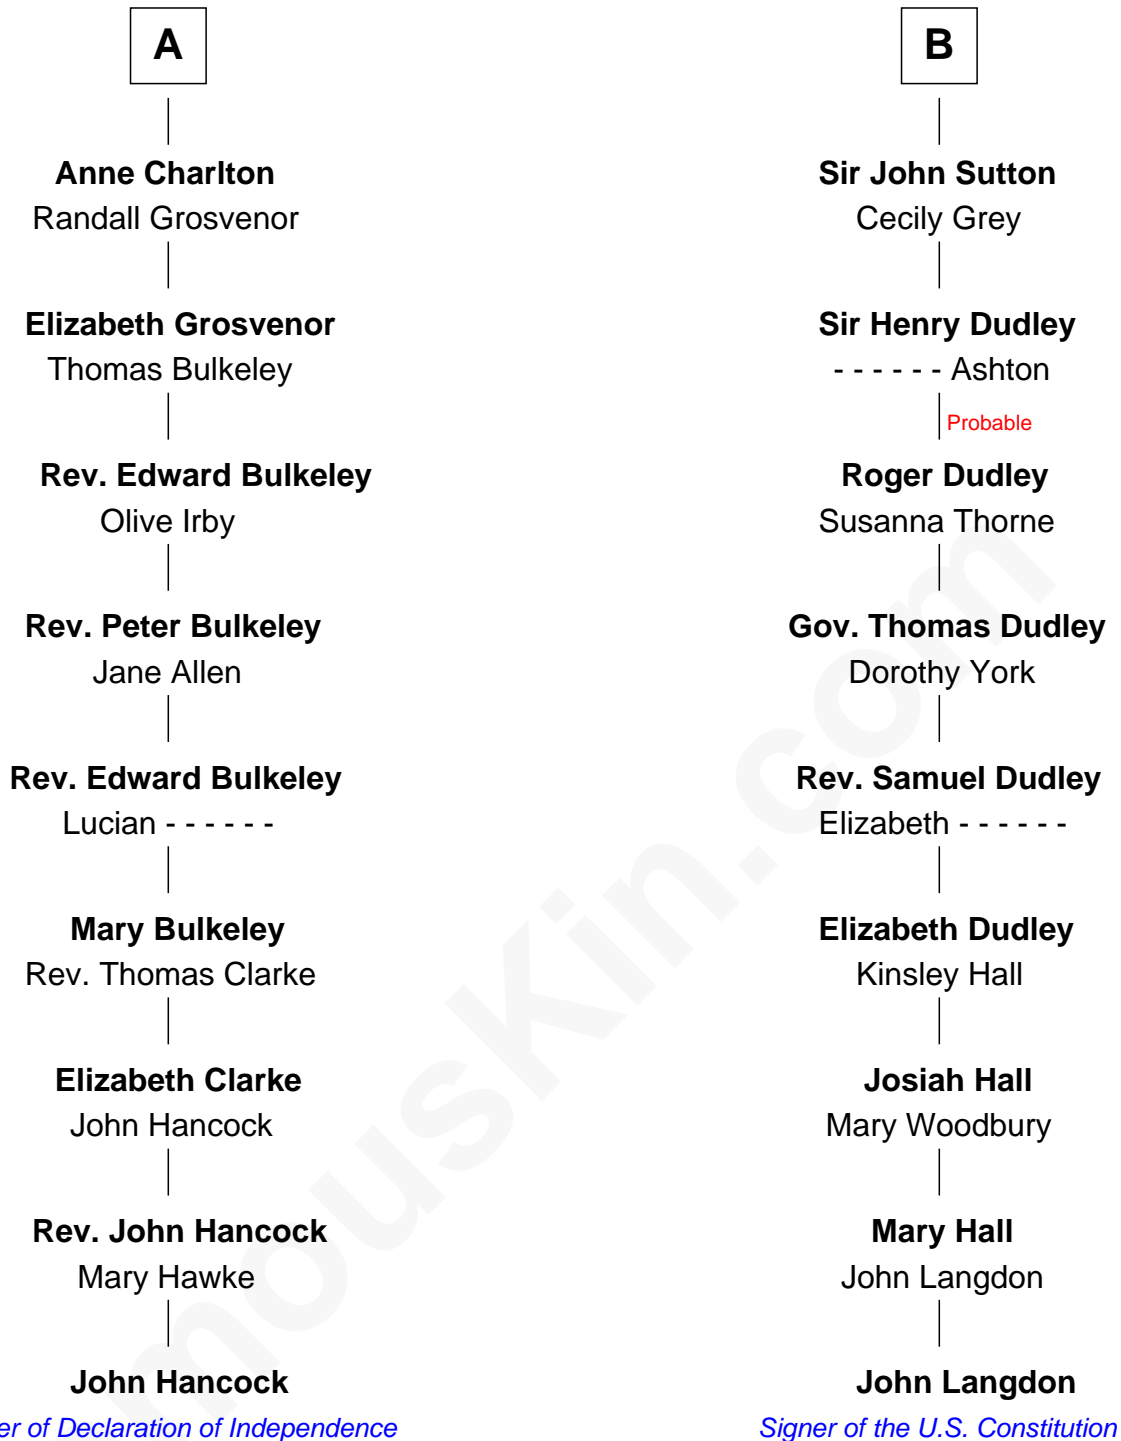 A
Anne Charlton
Randall Grosvenor
Elizabeth Grosvenor
Thomas Bulkeley
Rev. Edward Bulkeley
Olive Irby
Rev. Peter Bulkeley
Jane Allen
Rev. Edward Bulkeley
Lucian - - - - - -
Mary Bulkeley
Rev. Thomas Clarke
Elizabeth Clarke
John Hancock
Rev. John Hancock
Mary Hawke
John Hancock
er of Declaration of Independence
B
Sir John Sutton
Cecily Grey
Sir Henry Dudley
- - - - - - Ashton
Probable
Roger Dudley
Susanna Thorne
Gov. Thomas Dudley
Dorothy York
Rev. Samuel Dudley
Elizabeth - - - - - -
Elizabeth Dudley
Kinsley Hall
Josiah Hall
Mary Woodbury
Mary Hall
John Langdon
John Langdon
Signer of the U.S. Constitution
mousKin.com